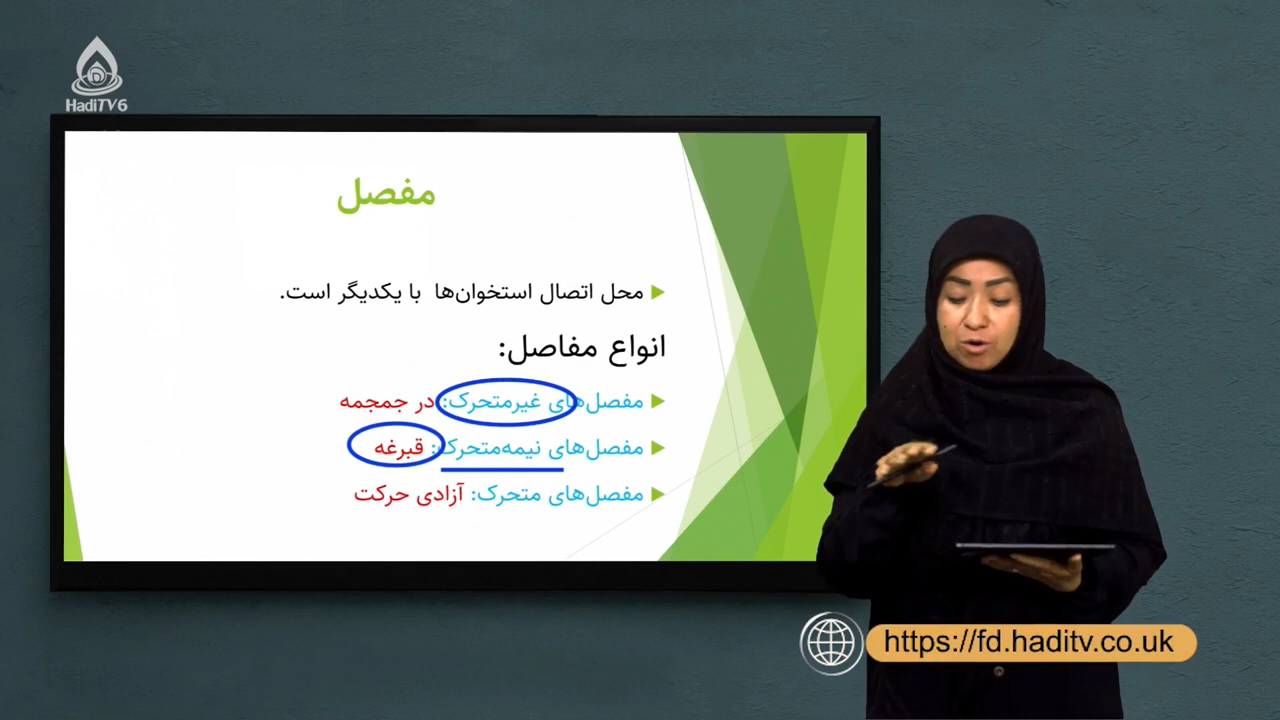 HadiTV6
مفصل
محل اتصال استخوان‌ها با یکدیگر است.
انواع مفاصل:
مفصل‌های غیرمتحرک: در جمجمه
مفصل‌های نیمه‌متحرک: قبرغه
مفصل‌های متحرک: آزادی حرکت
https://fd.haditv.co.uk